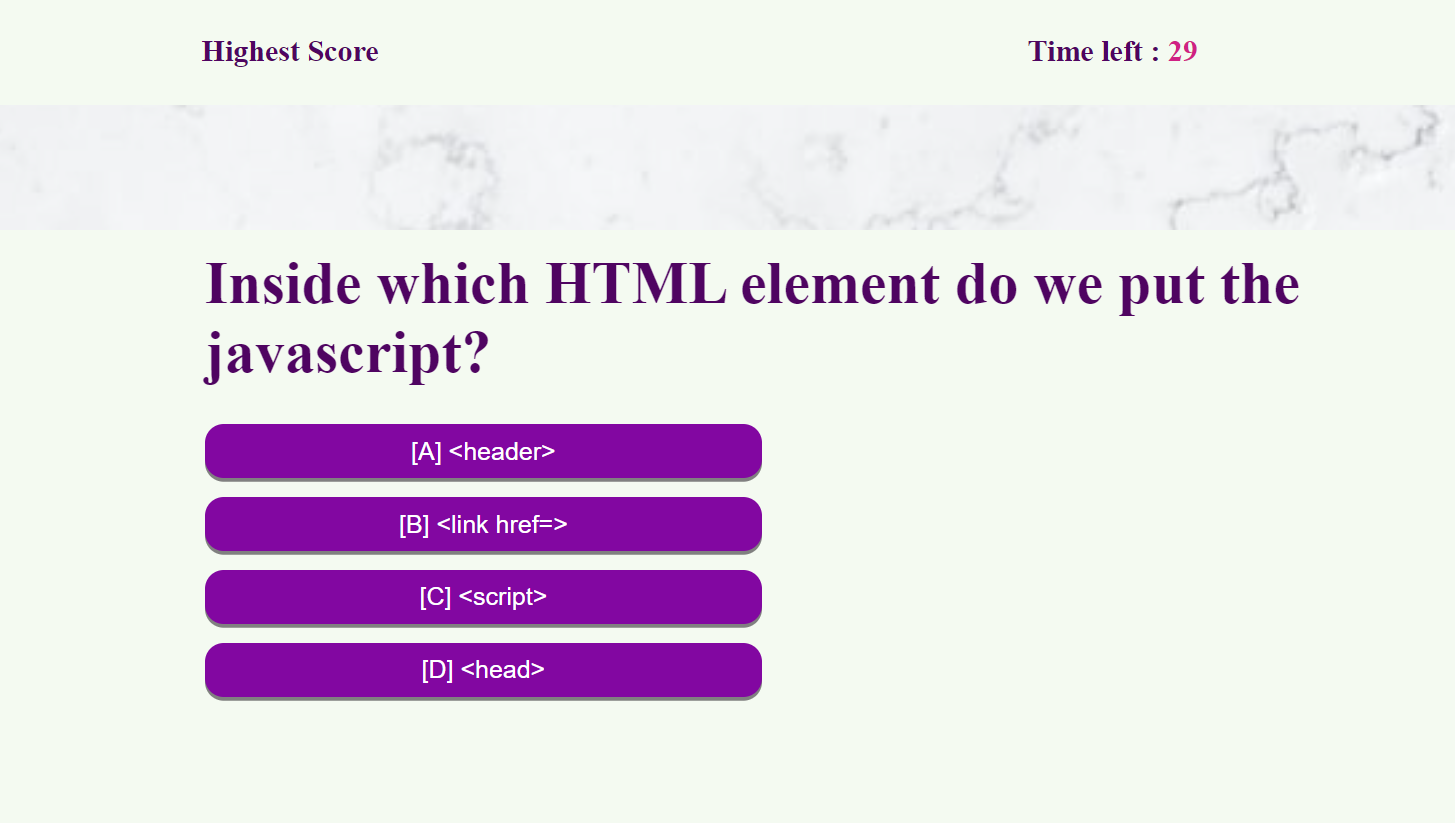 Highest Score
Time left : 29
Inside which HTML element do we put the
javascript?
[A] <header>
[B] <link href=>
[C] <script>
[D] <head>